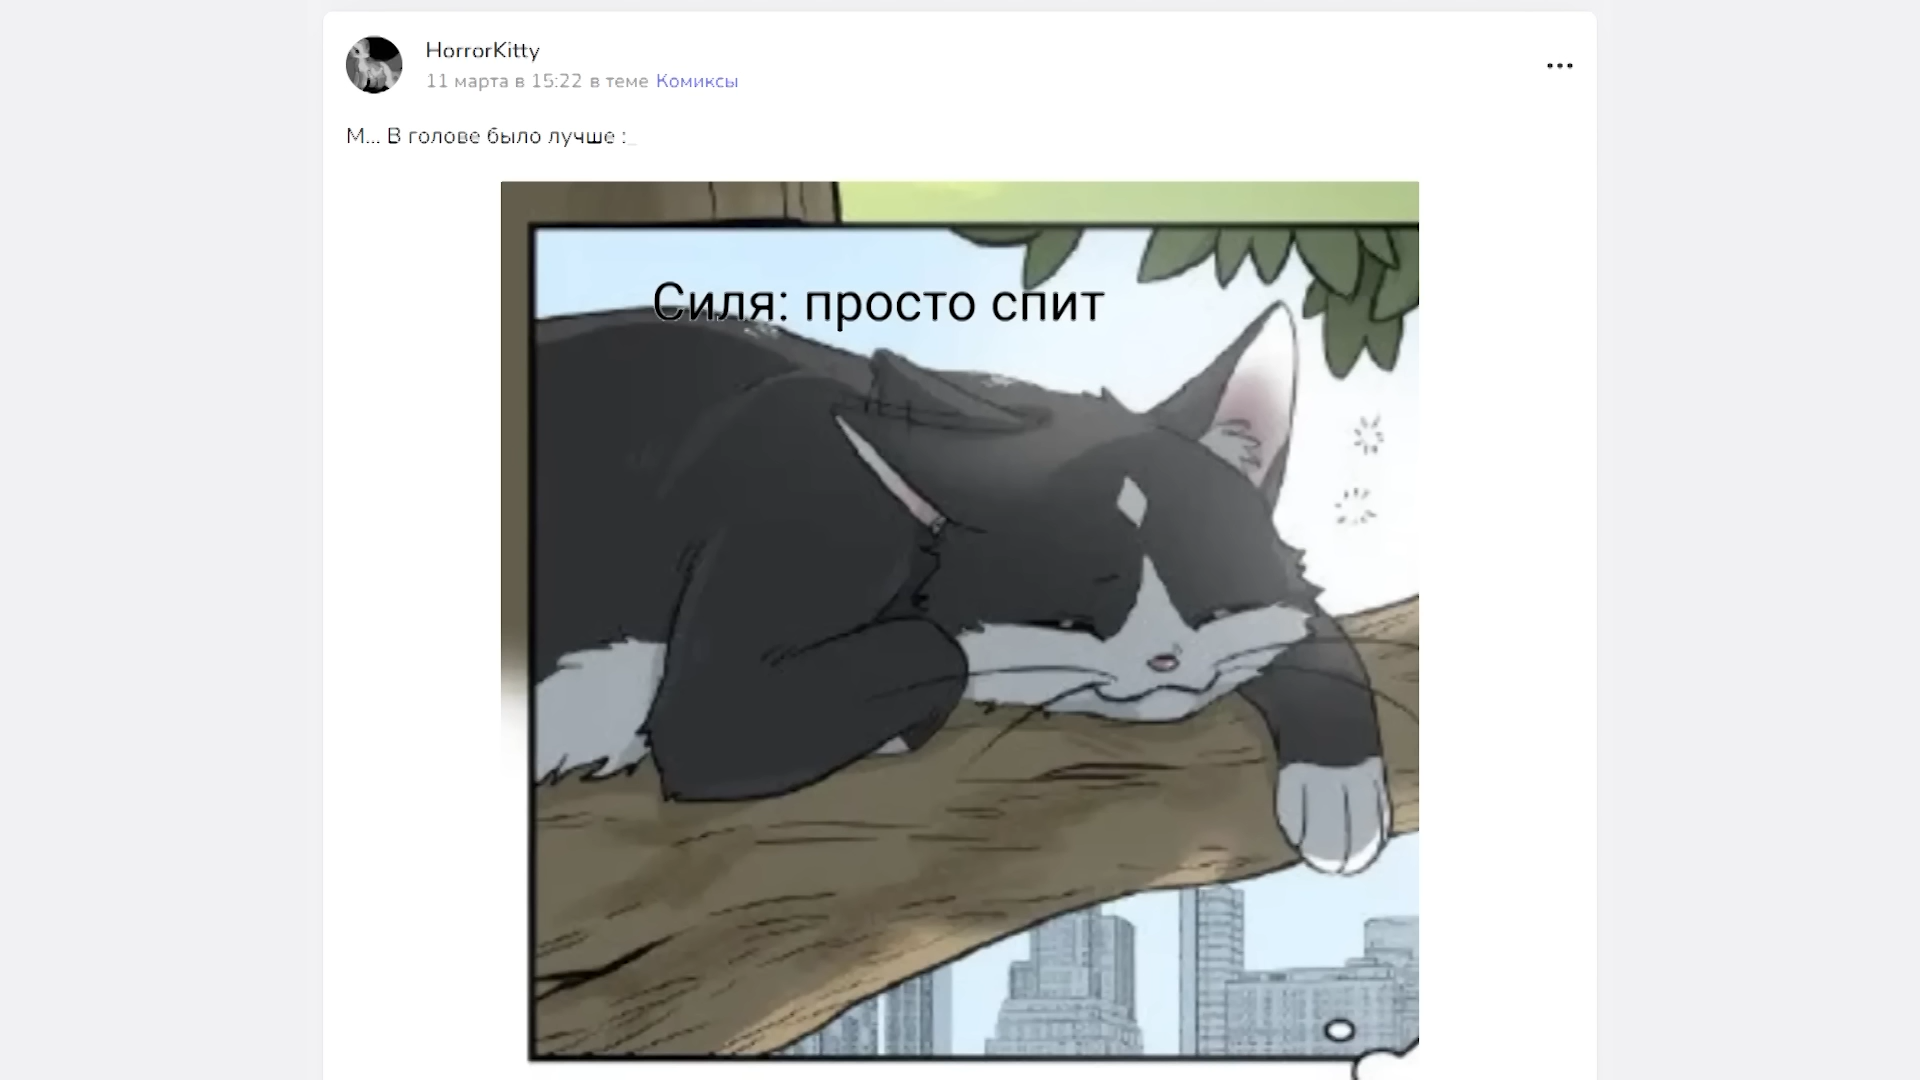 HorrorKitty
11 марта в 15:22 в теме Комиксы
М... В голове было лучше :_
Силя: просто спит